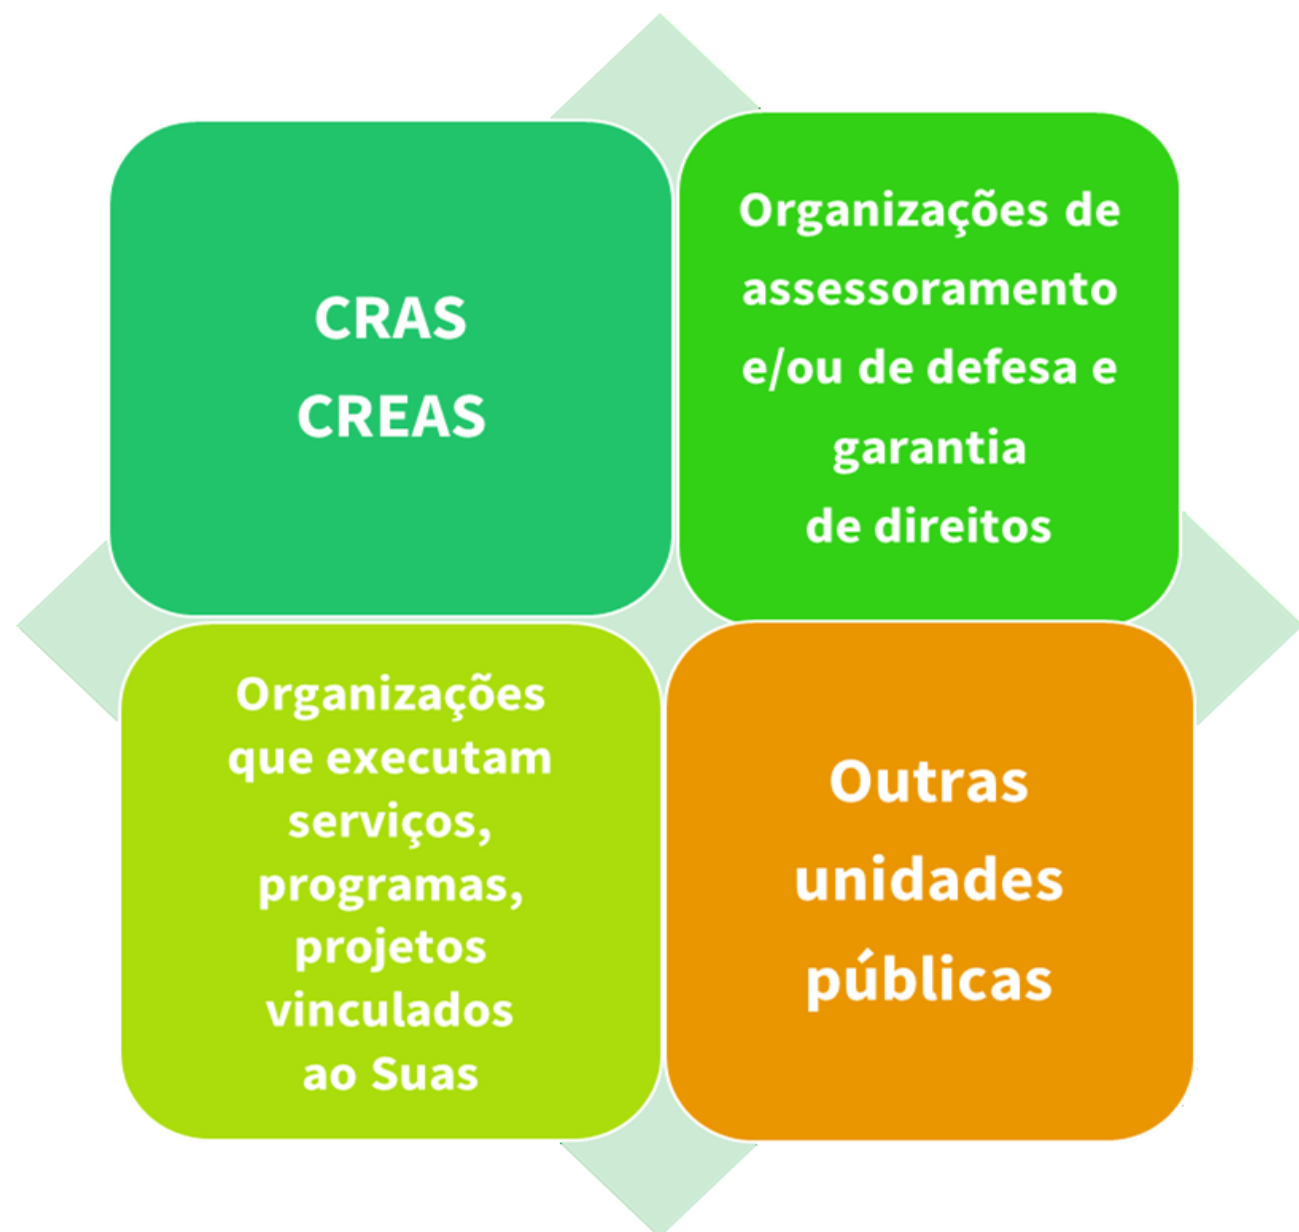 CRAS
CREAS
Organizações de
assessoramento
e/ou de defesa e
garantia
de direitos
Organizações
que executam
serviços,
programas,
projetos
vinculados
ao Suas
Outras
unidades
públicas